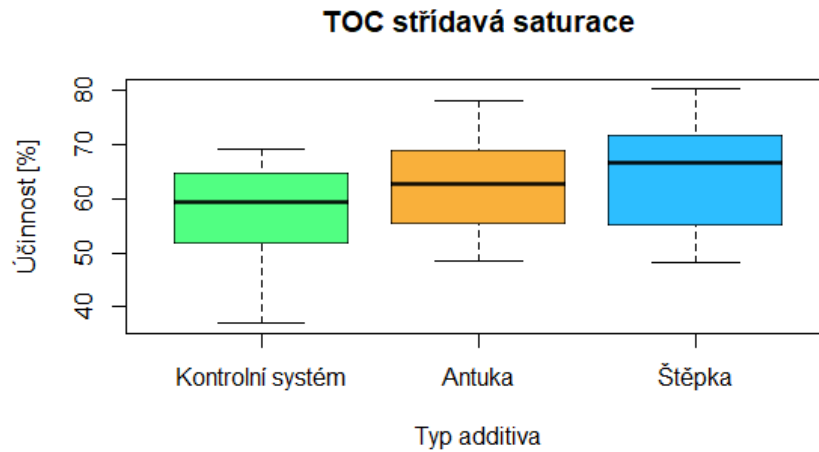 TOC střídavá saturace
Účinnost [%]
80
70
60
50
40
Kontrolní systém
Antuka
Štěpka
Typ additiva